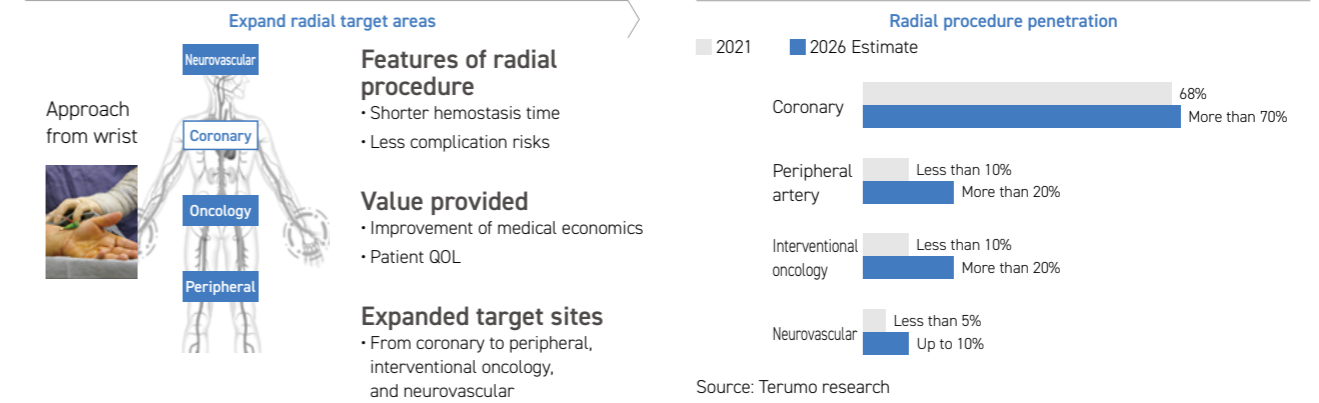 Expand radial target areas
Neurovascular
Coronary
Oncology
Peripheral
Approach
from wrist
Features of radial
procedure
• Shorter hemostasis time
• Less complication risks
Value provided
• Improvement of medical economics
• Patient QOL
Expanded target sites
• From coronary to peripheral,
interventional oncology,
and neurovascular
Radial procedure penetration
2021
2026 Estimate
Coronary
68%
More than 70%
Peripheral
artery
Less than 10%
More than 20%
Interventional
oncology
Less than 10%
More than 20%
Neurovascular
Less than 5%
Up to 10%
Source: Terumo research